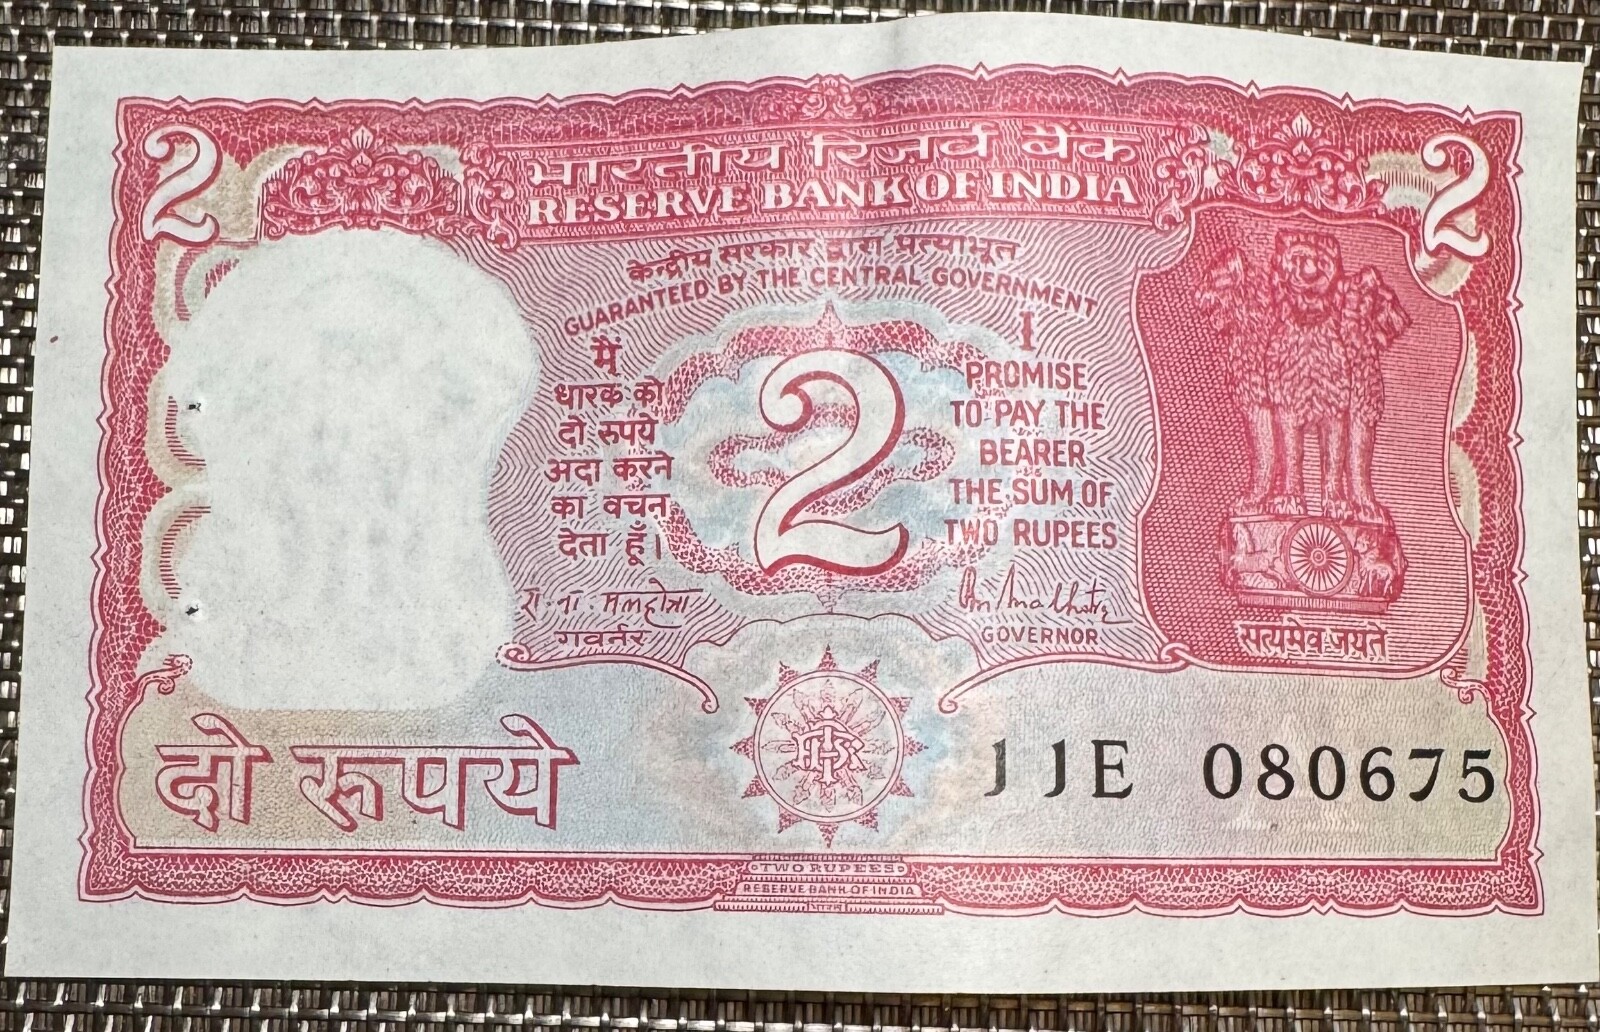 2
2
भारतीय रिज़र्व बैंक
RESERVE BANK OF INDIA
केन्द्रीय सरकार द्वारा प्रत्याभूत
GUARANTEED BY THE CENTRAL GOVERNMENT
मैं
धारक को
दो रुपये
अदा करने
का वचन
देता हूँ।
2
I
PROMISE
TO PAY THE
BEARER
THE SUM OF
TWO RUPEES
रा. ना. मलहोत्रा
गवर्नर
GOVERNOR
सत्यमेव जयते
दो रूपये
JJE 080675
TWO RUPEES
RESERVE BANK OF INDIA